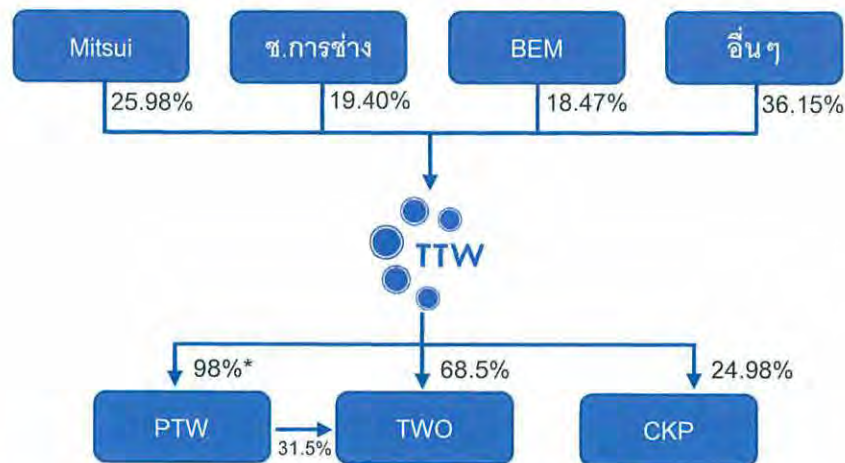 Mitsui
ช.การช่าง
BEM
อื่นๆ
25.98%
19.40%
18.47%
36.15%
TTW
98%*
68.5%
24.98%
PTW
31.5%
TWO
CKP